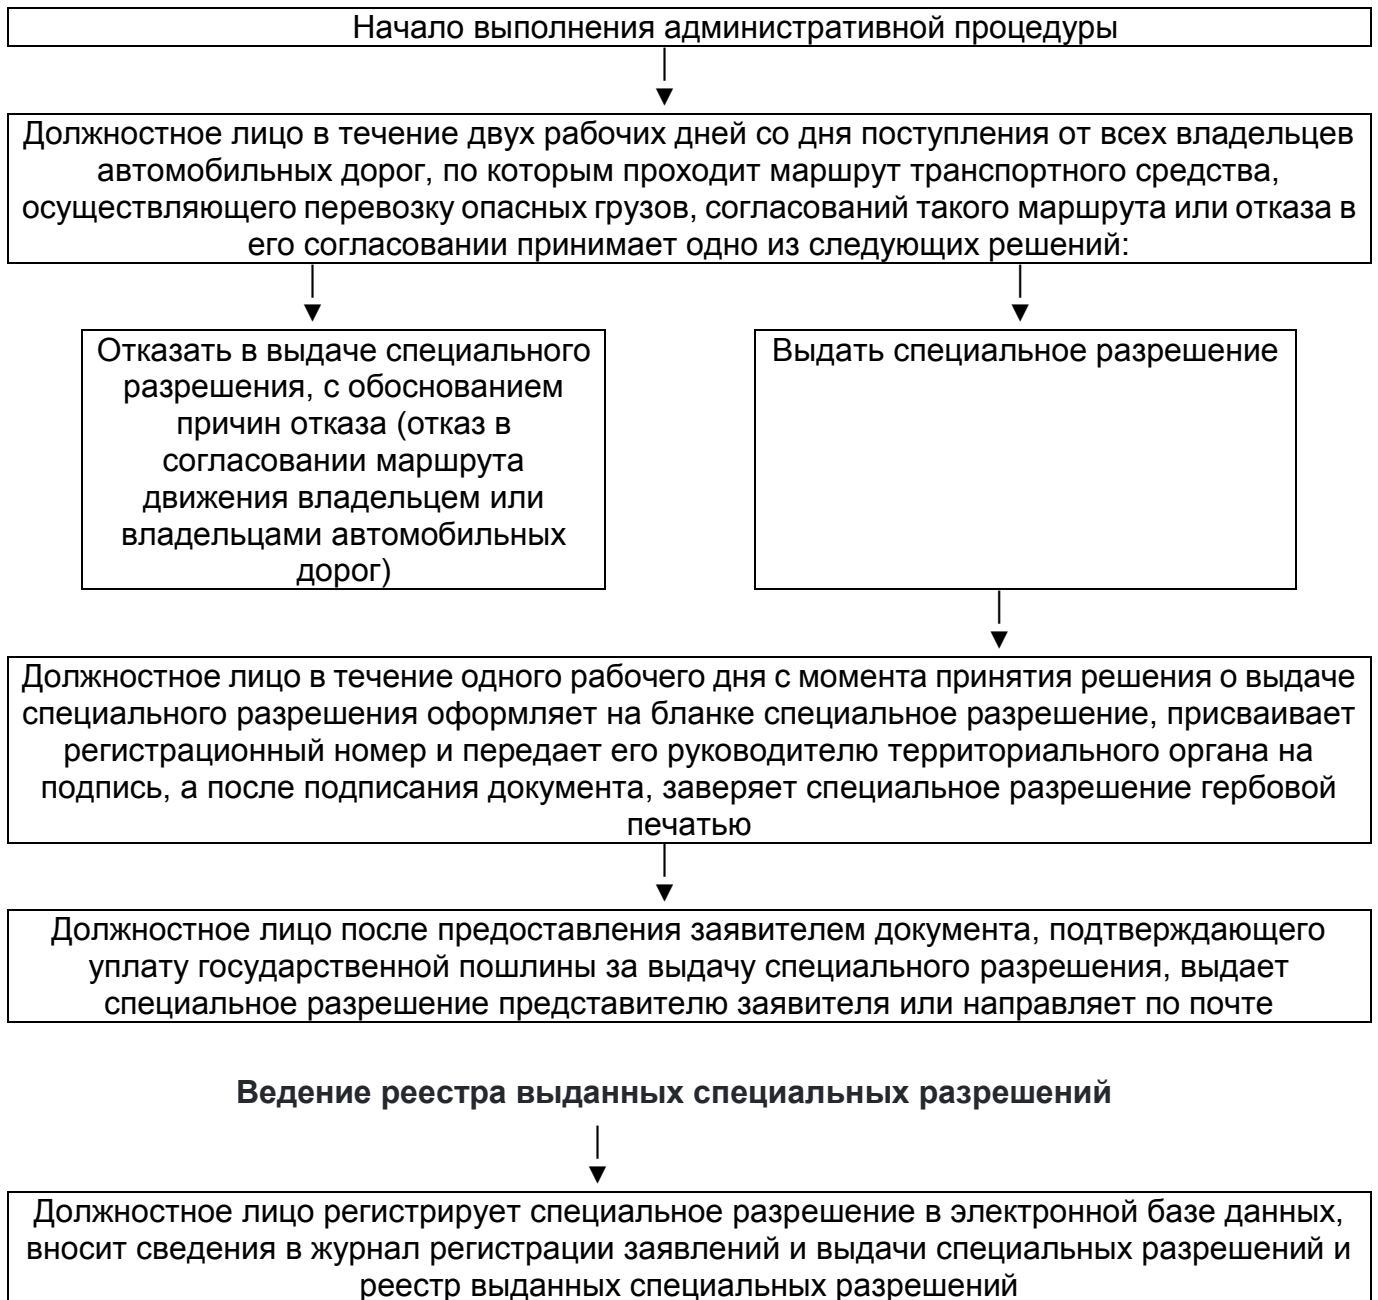 Начало выполнения административной процедуры
Должностное лицо в течение двух рабочих дней со дня поступления от всех владельцев
автомобильных дорог, по которым проходит маршрут транспортного средства,
осуществляющего перевозку опасных грузов, согласований такого маршрута или отказа в
его согласовании принимает одно из следующих решений:
Отказать в выдаче специального
разрешения, с обоснованием
причин отказа (отказ в
согласовании маршрута
движения владельцем или
владельцами автомобильных
дорог)
Выдать специальное разрешение
Должностное лицо в течение одного рабочего дня с момента принятия решения о выдаче
специального разрешения оформляет на бланке специальное разрешение, присваивает
регистрационный номер и передает его руководителю территориального органа на
подпись, а после подписания документа, заверяет специальное разрешение гербовой
печатью
Должностное лицо после предоставления заявителем документа, подтверждающего
уплату государственной пошлины за выдачу специального разрешения, выдает
специальное разрешение представителю заявителя или направляет по почте
Ведение реестра выданных специальных разрешений
Должностное лицо регистрирует специальное разрешение в электронной базе данных,
вносит сведения в журнал регистрации заявлений и выдачи специальных разрешений и
реестр выданных специальных разрешений